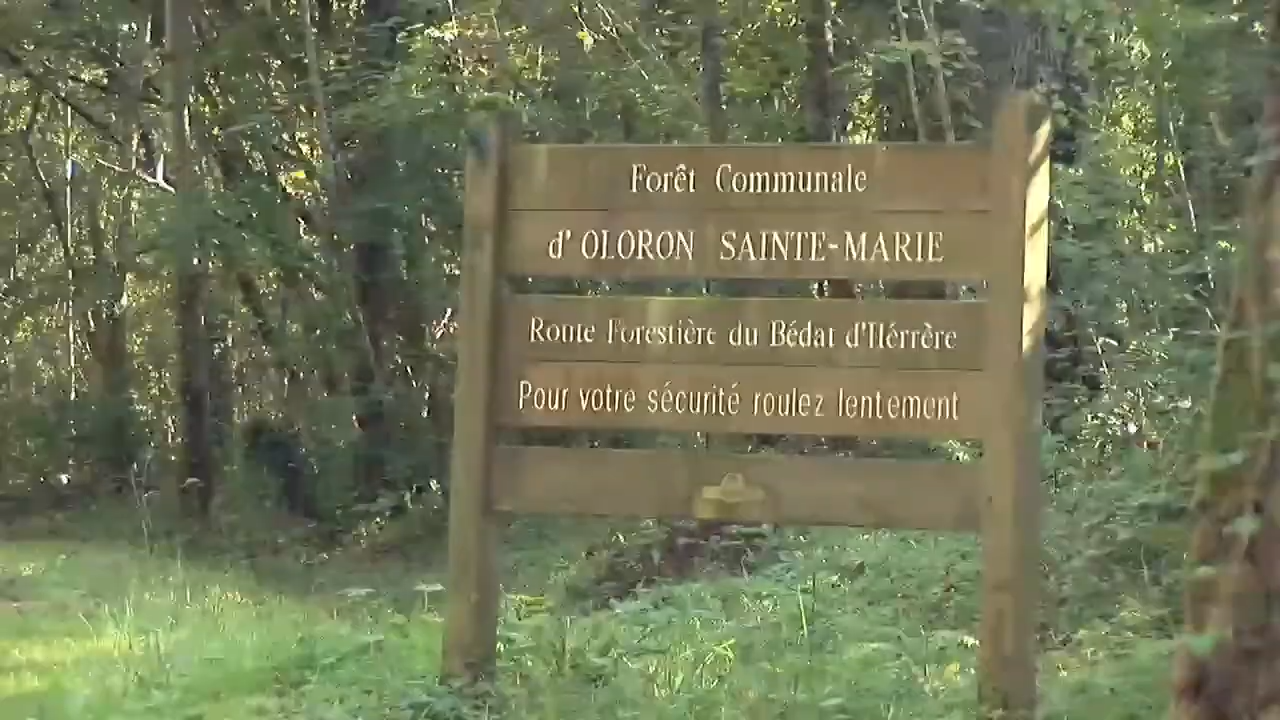 Forêt Communale
d' OLORON SAINTE-MARIE
Route Forestière du Bédat d'Hérrère
Pour votre sécurité roulez lentement